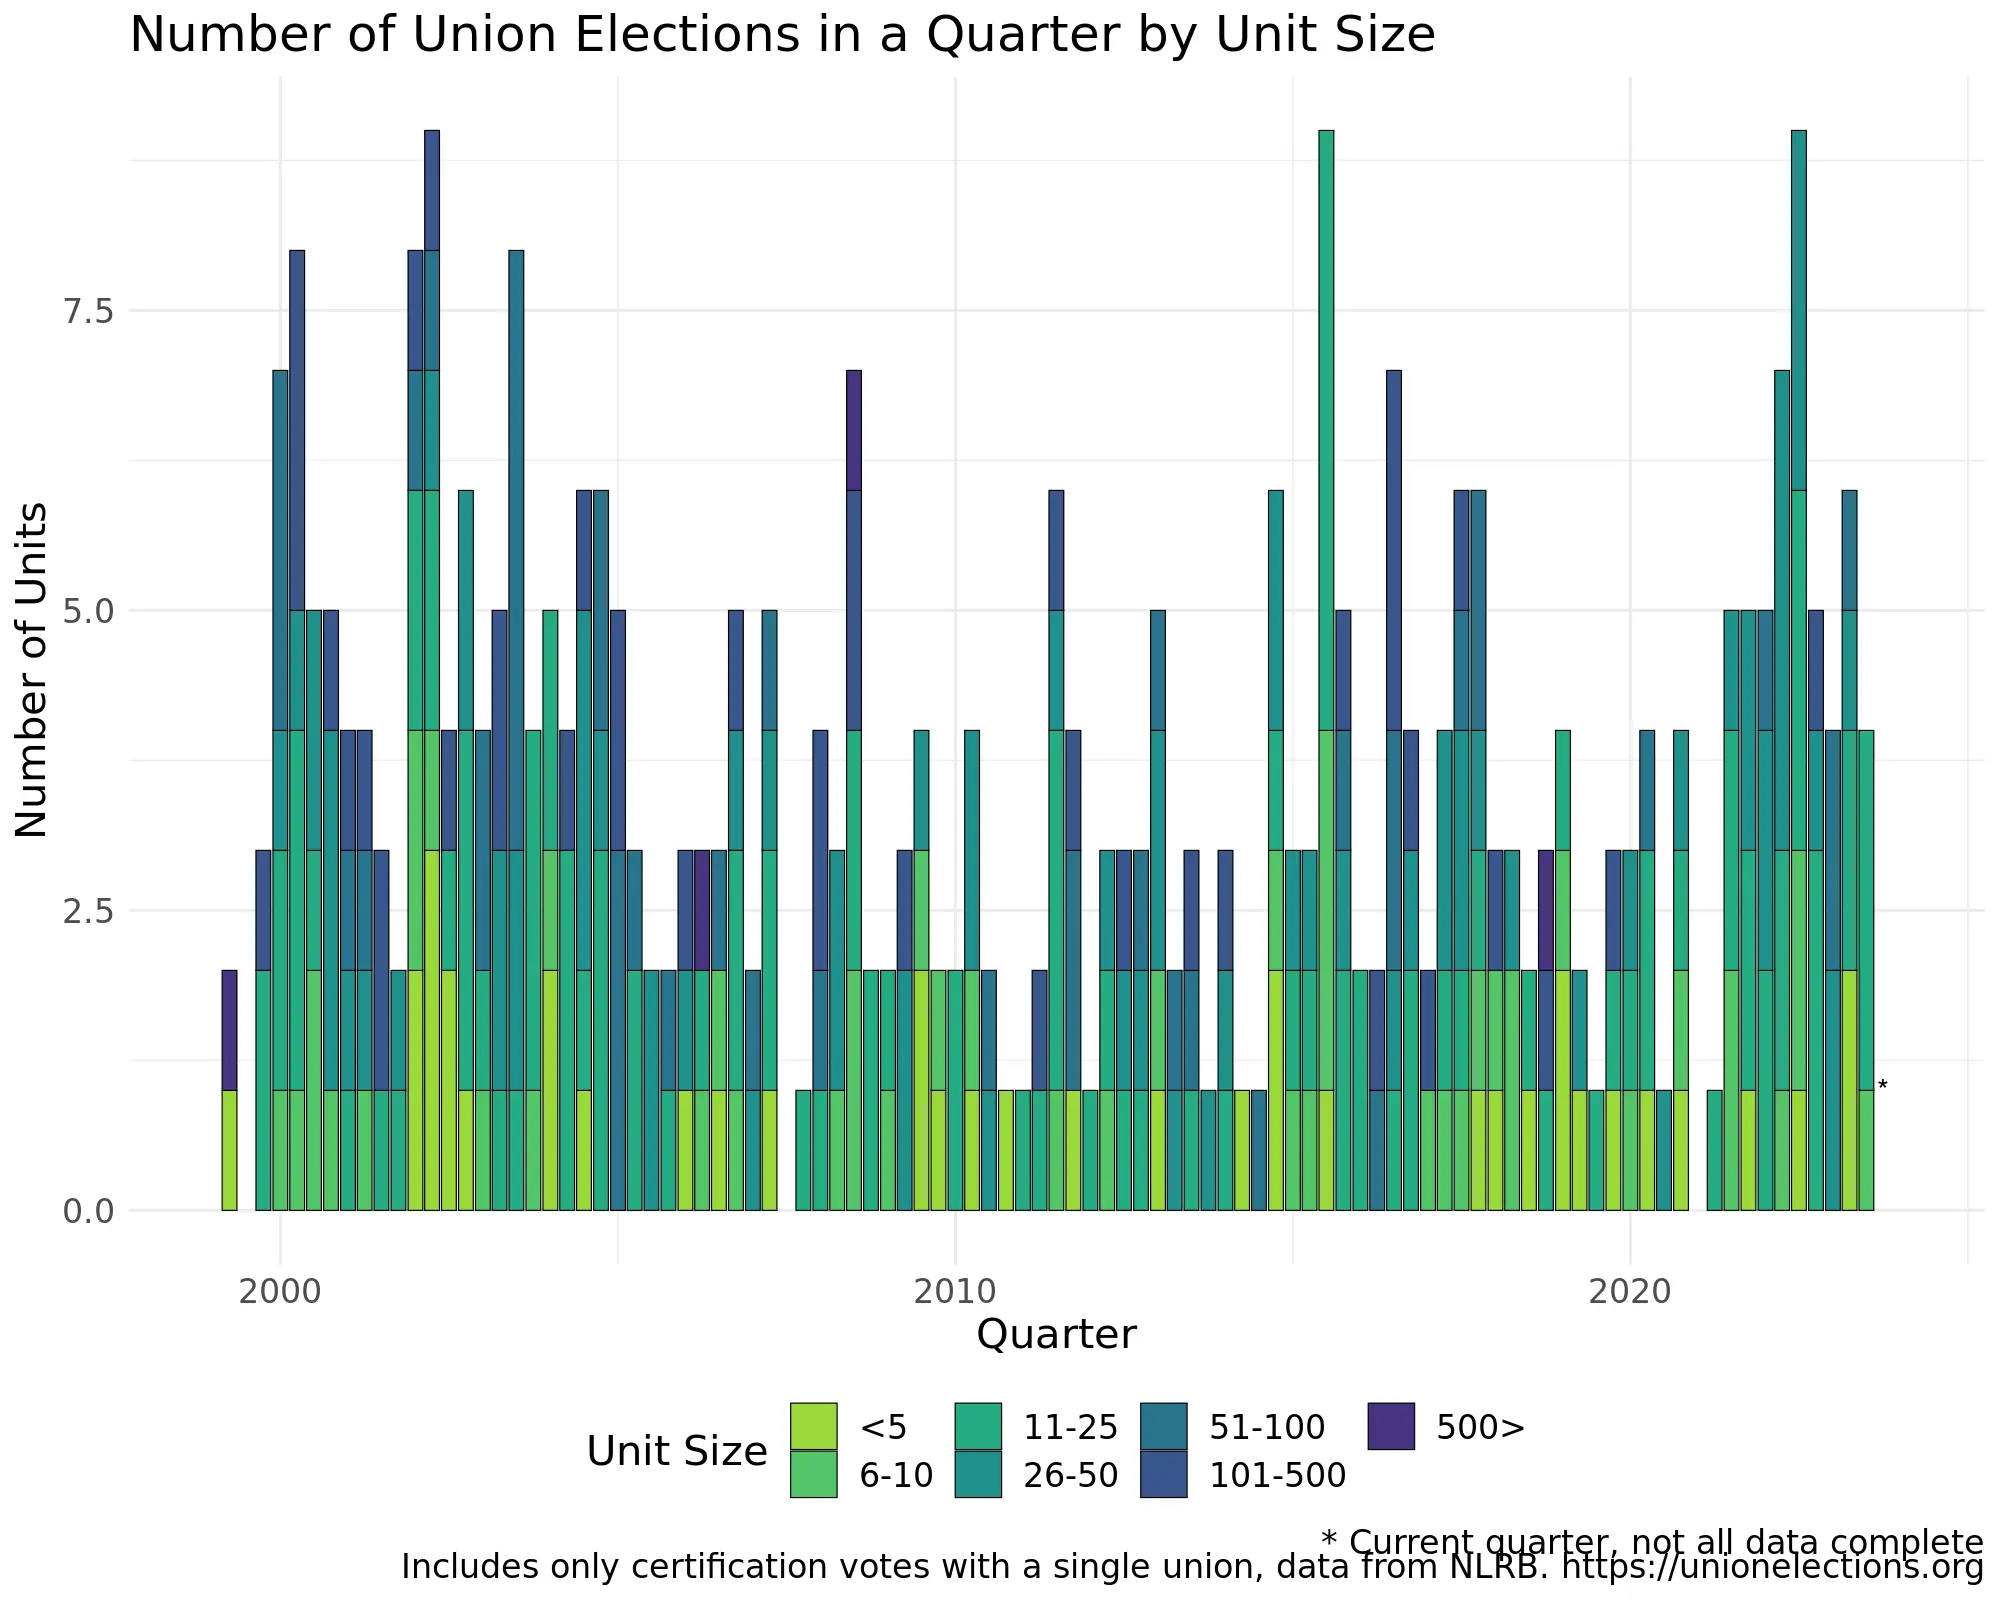 Number of Union Elections in a Quarter by Unit Size
Number of Units
7.5
5.0
2.5
0.0
*
2000 2010 2020
Quarter
Unit Size
<5 11-25 51-100 500>
6-10 26-50 101-500
* Current quarter, not all data complete
Includes only certification votes with a single union, data from NLRB. https://unionelections.org